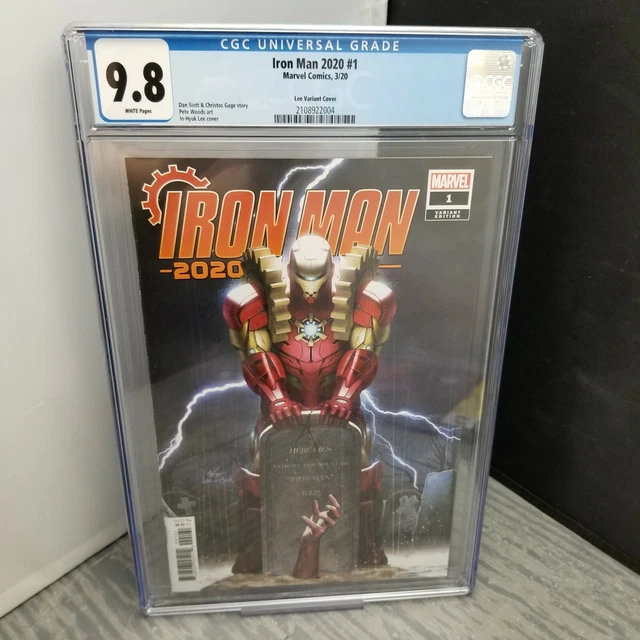 CGC UNIVERSAL GRADE
9.8
WHITE Pages
Iron Man 2020 #1
Marvel Comics, 3/20
Dan Slott & Christos Gage story
Pete Woods art
In-Hyuk Lee cover
Lee Variant Cover
2108922004
CGC
MARVEL
1
VARIANT
EDITION
IRON MAN
2020
IRON MAN